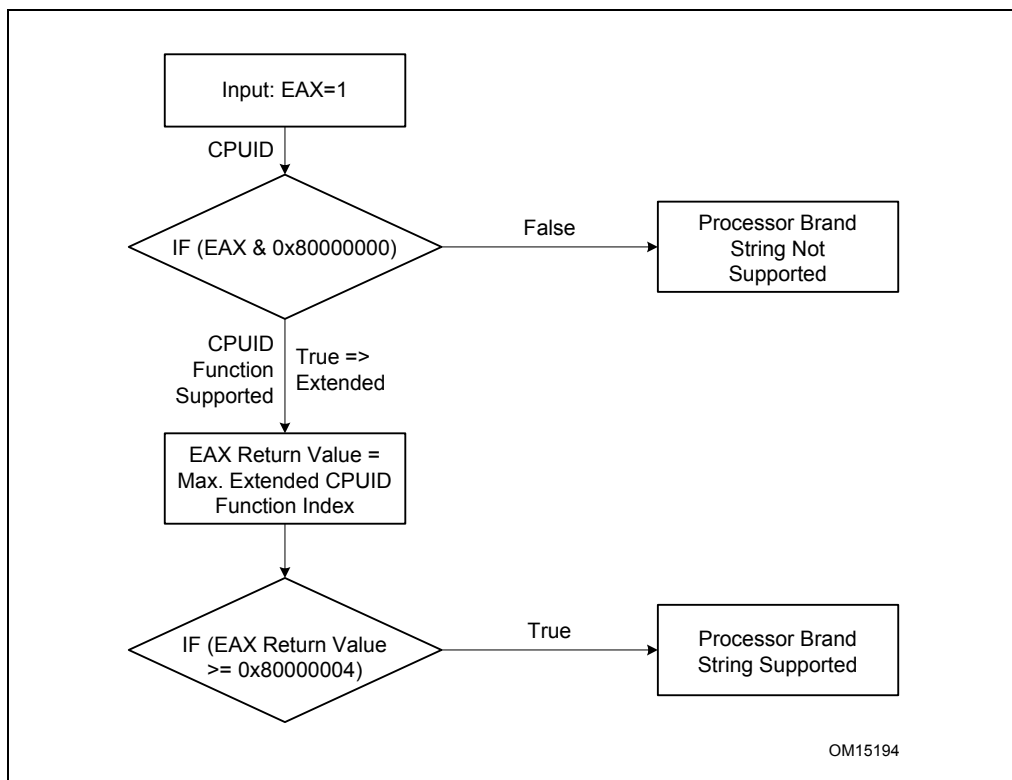 Input: EAX=1
CPUID
IF (EAX & 0x80000000)
False
Processor Brand
String Not
Supported
CPUID
Function
Supported
True =>
Extended
EAX Return Value =
Max. Extended CPUID
Function Index
IF (EAX Return Value
>= 0x80000004)
True
Processor Brand
String Supported
OM15194